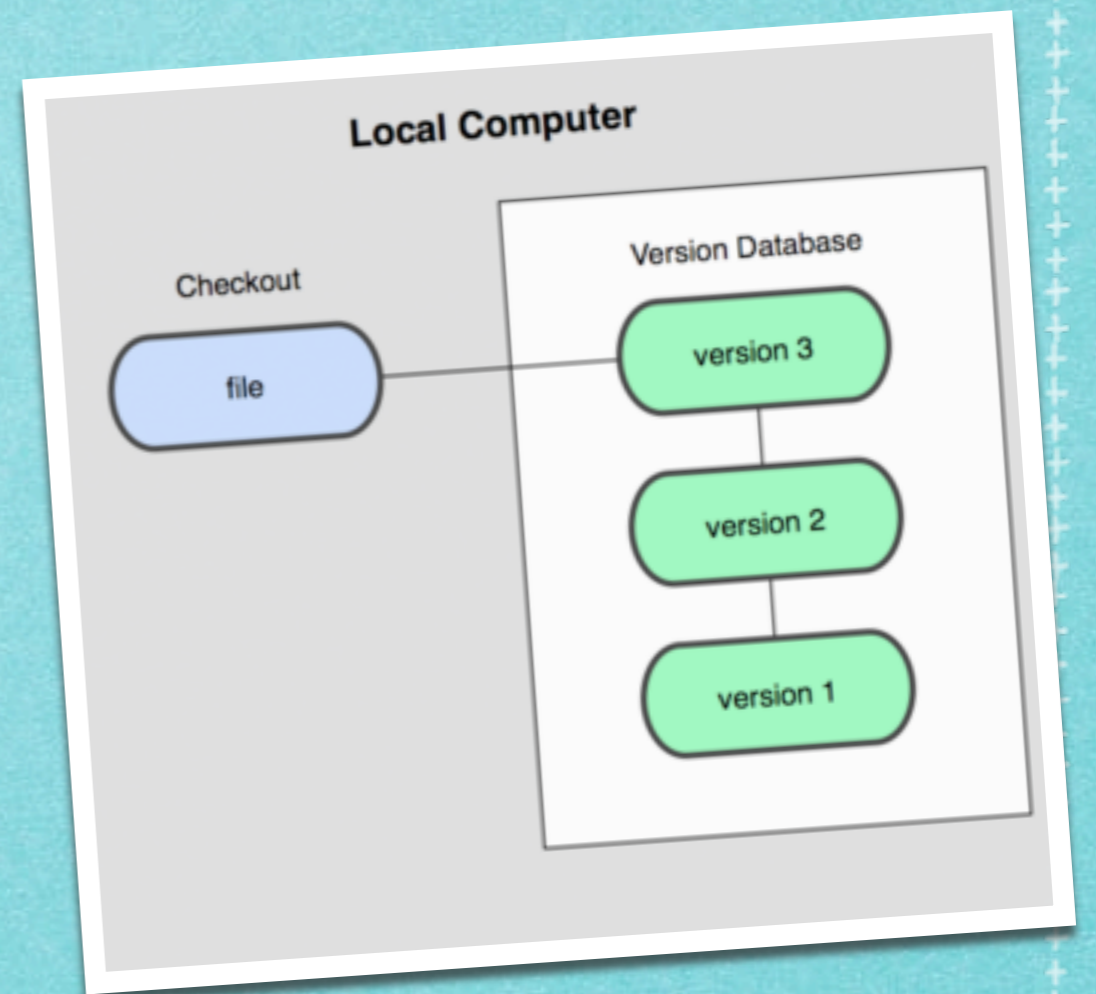 Local Computer
Checkout
file
Version Database
version 3
version 2
version 1